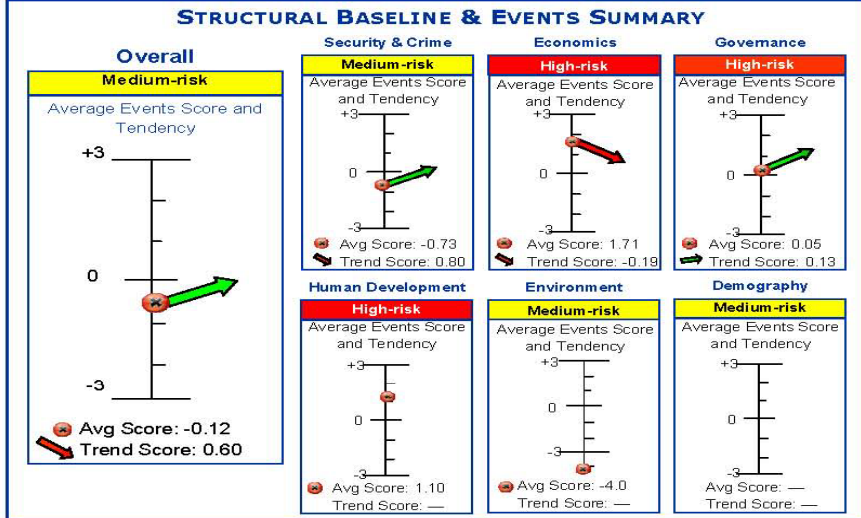 STRUCTURAL BASELINE & EVENTS SUMMARY
Overall
Medium-risk
Average Events Score and
Tendency
+3
0
-3
Avg Score: -0.12
Trend Score: 0.60
Security & Crime
Medium-risk
Average Events Score
and Tendency
+3
0
-3
Avg Score: -0.73
Trend Score: 0.80
Economics
High-risk
Average Events Score
and Tendency
+3
0
-3
Avg Score: 1.71
Trend Score: -0.19
Governance
High-risk
Average Events Score
and Tendency
+3
0
-3
Avg Score: 0.05
Trend Score: 0.13
Human Development
High-risk
Average Events Score
and Tendency
+3
0
-3
Avg Score: 1.10
Trend Score: —
Environment
Medium-risk
Average Events Score
and Tendency
+3
0
-3
Avg Score: -4.0
Trend Score: —
Demography
Medium-risk
Average Events Score
and Tendency
+3
0
-3
Avg Score: —
Trend Score: —